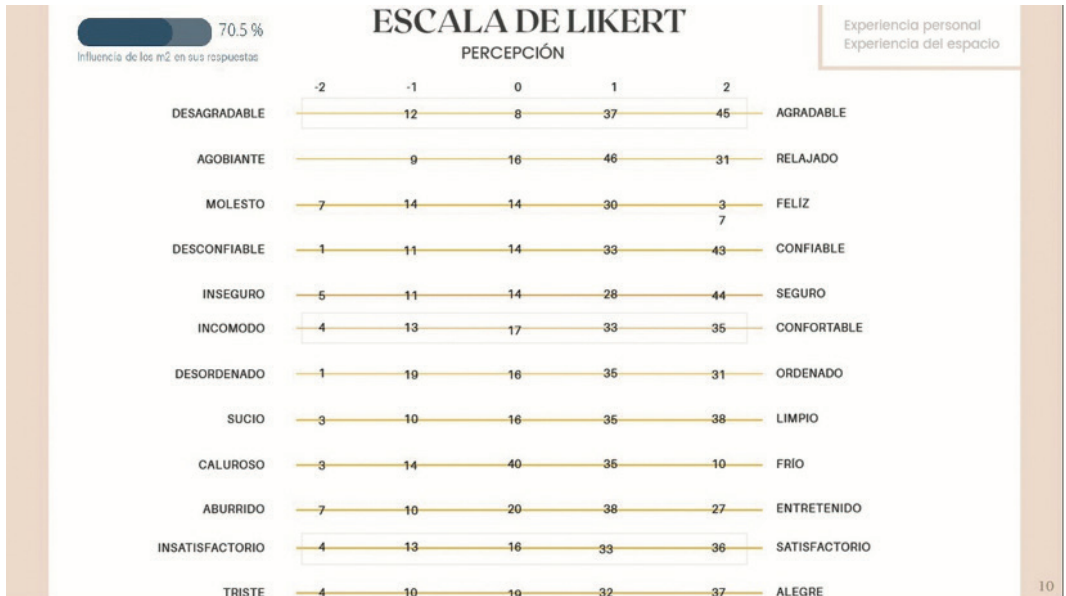 70.5 %
Influencia de los m2 en sus respuestas
ESCALA DE LIKERT
PERCEPCIÓN
Experiencia personal
Experiencia del espacio
-2 -1 0 1 2
DESAGRADABLE 12 8 37 45 AGRADABLE
AGOBIANTE 9 16 46 31 RELAJADO
MOLESTO 7 14 14 30 3 FELÍZ
7
DESCONFIABLE 1 11 14 33 43 CONFIABLE
INSEGURO 5 11 14 28 44 SEGURO
INCOMODO 4 13 17 33 35 CONFORTABLE
DESORDENADO 1 19 16 35 31 ORDENADO
SUCIO 3 10 16 35 38 LIMPIO
CALUROSO 3 14 40 35 10 FRÍO
ABURRIDO 7 10 20 38 27 ENTRETENIDO
INSATISFACTORIO 4 13 16 33 36 SATISFACTORIO
TRISTE 4 10 19 32 37 ALEGRE
10